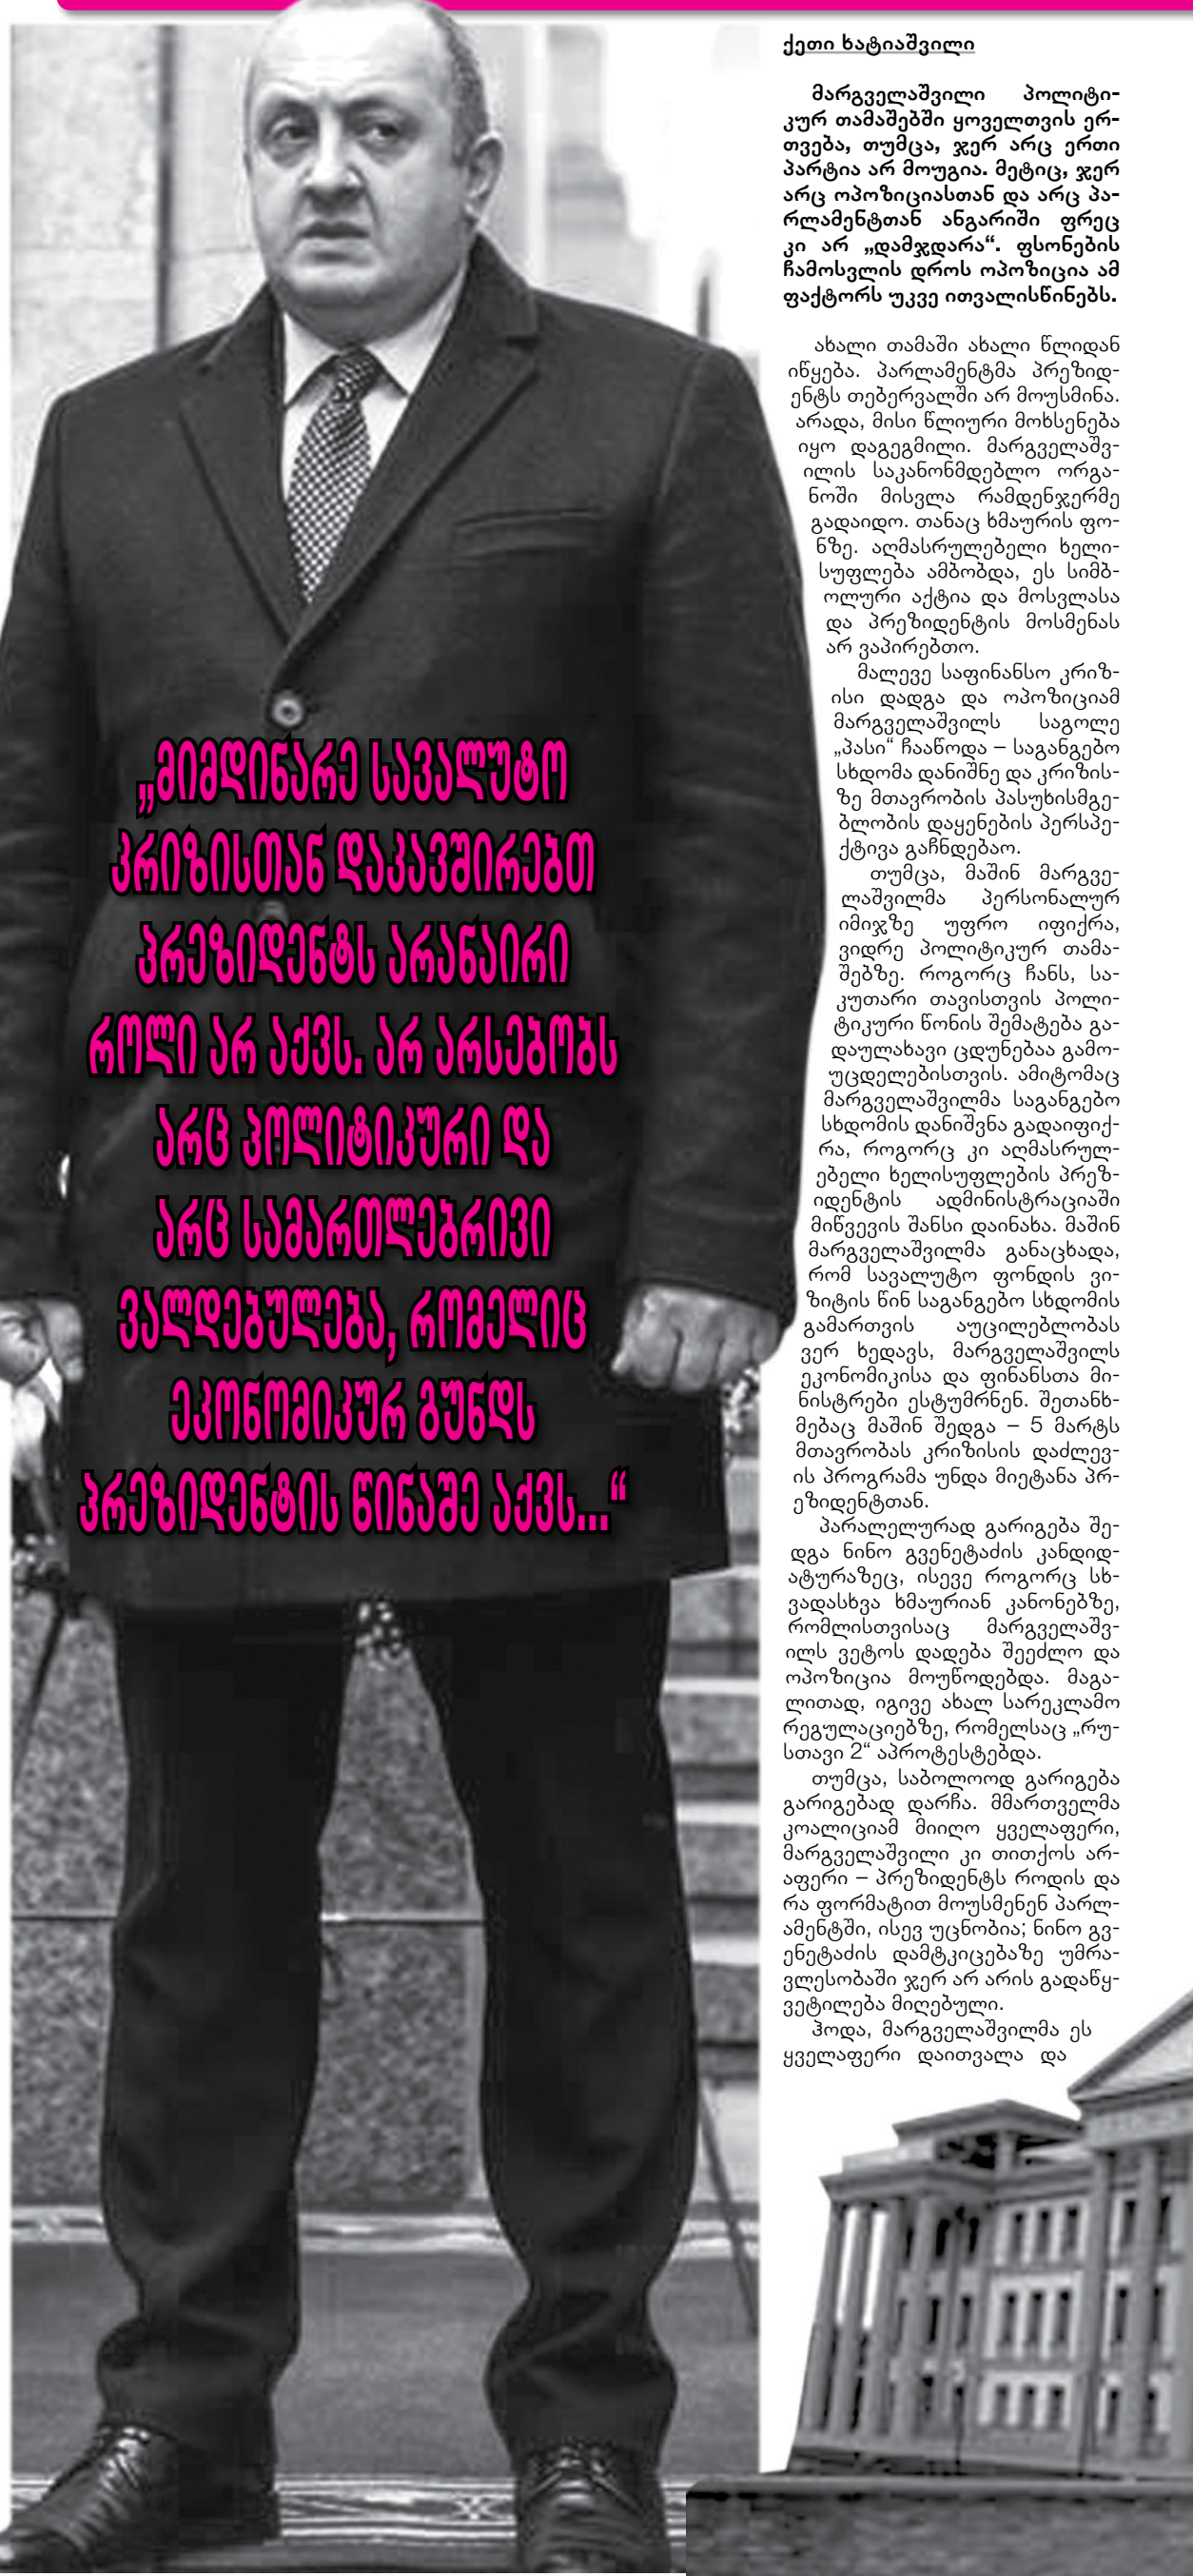 ქეთი ხატიაშვილი
მარგველაშვილი პოლიტი-
კურ თამაშებში ყოველთვის ერ-
თვება, თუმცა, ჯერ არც ერთი
პარტია არ მოუგია. მეტიც, ჯერ
არც ოპოზიციასთან და არც პა-
რლამენტთან ანგარიში ფრეც
კი არ „დამჯდარა“. ფსონების
ჩამოსვლის დროს ოპოზიცია ამ
ფაქტორს უკვე ითვალისწინებს.
ახალი თამაში ახალი წლიდან
იწყება. პარლამენტმა პრეზიდ-
ენტს თებერვალში არ მოუსმინა.
არადა, მისი წლიური მოხსენება
იყო დაგეგმილი. მარგველაშვ-
ილის საკანონმდებლო ორგა-
ნოში მისვლა რამდენჯერმე
გადაიდო. თანაც ხმაურის ფო-
ნზე. აღმასრულებელი ხელი-
სუფლება ამბობდა, ეს სიმბ-
ოლური აქტია და მოსვლასა
და პრეზიდენტის მოსმენას
არ ვაპირებთო.
მალევე საფინანსო კრიზ-
ისი დადგა და ოპოზიციამ
მარგველაშვილს საგოლე
„პასი“ ჩააწოდა – საგანგებო
სხდომა დანიშნე და კრიზის-
ზე მთავრობის პასუხისმგე-
ბლობის დაყენების პერსპე-
ქტივა გაჩნდებაო.
თუმცა, მაშინ მარგვე-
ლაშვილმა პერსონალურ
იმიჯზე უფრო იფიქრა,
ვიდრე პოლიტიკურ თამა-
შებზე. როგორც ჩანს, სა-
კუთარი თავისთვის პოლი-
ტიკური წონის შემატება გა-
დაულახავი ცდუნებაა გამო-
უცდელებისთვის. ამიტომაც
მარგველაშვილმა საგანგებო
სხდომის დანიშვნა გადაიფიქ-
რა, როგორც კი აღმასრულ-
ებელი ხელისუფლების პრეზ-
იდენტის ადმინისტრაციაში
მიწვევის შანსი დაინახა. მაშინ
მარგველაშვილმა განაცხადა,
რომ სავალუტო ფონდის ვი-
ზიტის წინ საგანგებო სხდომის
გამართვის აუცილებლობას
ვერ ხედავს, მარგველაშვილს
ეკონომიკისა და ფინანსთა მი-
ნისტრები ესტუმრნენ. შეთანხ-
მებაც მაშინ შედგა – 5 მარტს
მთავრობას კრიზისის დაძლევ-
ის პროგრამა უნდა მიეტანა პრ-
ეზიდენტთან.
პარალელურად გარიგება შე-
დგა ნინო გვენეტაძის კანდიდ-
ატურაზეც, ისევე როგორც სხ-
ვადასხვა ხმაურიან კანონებზე,
რომლისთვისაც მარგველაშვ-
ილს ვეტოს დადება შეეძლო და
ოპოზიცია მოუწოდებდა. მაგა-
ლითად, იგივე ახალ სარეკლამო
რეგულაციებზე, რომელსაც „რუ-
სთავი 2“ აპროტესტებდა.
თუმცა, საბოლოოდ გარიგება
გარიგებად დარჩა. მმართველმა
კოალიციამ მიიღო ყველაფერი,
მარგველაშვილი კი თითქოს არ-
აფერი – პრეზიდენტს როდის და
რა ფორმატით მოუსმენენ პარლ-
ამენტში, ისევ უცნობია; ნინო გვ-
ენეტაძის დამტკიცებაზე უმრა-
ვლესობაში ჯერ არ არის გადაწყ-
ვეტილება მიღებული.
ჰოდა, მარგველაშვილმა ეს
ყველაფერი დაითვალა და
„მიმდინარე სავალუტო
კრიზისთან დაკავშირებთ
პრეზიდენტს არანაირი
როლი არ აქვს. არ არსებობს
არც პოლიტიკური და
არც სამართლებრივი
ვალდებულება, რომელიც
ეკონომიკურ გუნდს
პრეზიდენტის წინაშე აქვს...“